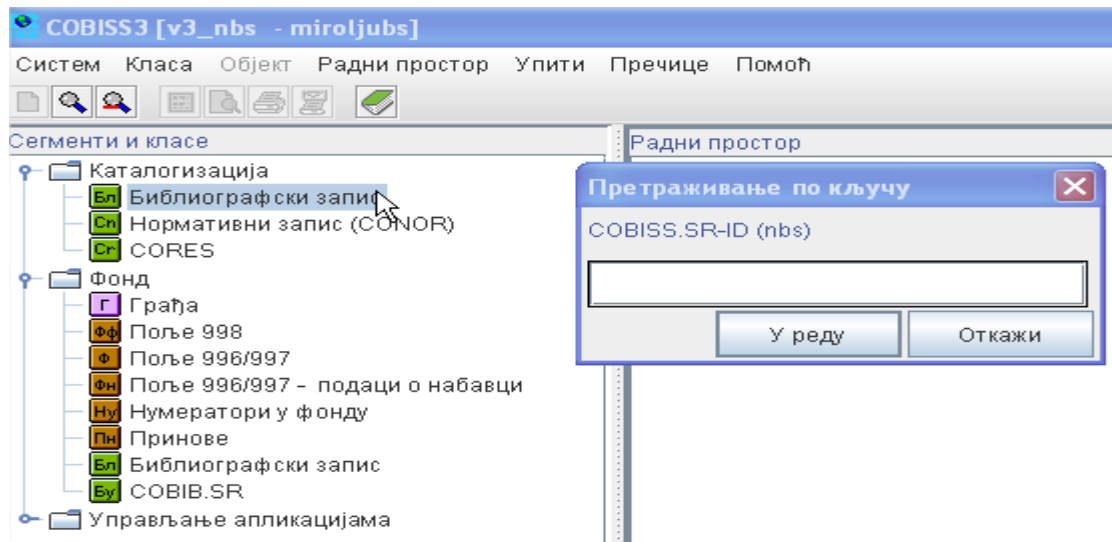 COBISS3 [v3_nbs - miroljubs]
Систем Класа Објект Радни простор Упити Пречице Помоћ
Сегменти и класе
Каталогизација
Бл Библиографски запис
Cn Нормативни запис (CONOR)
Cr CORES
Фонд
Г Грађа
Фф Поље 998
Ф Поље 996/997
Фн Поље 996/997 - подаци о набавци
Ну Нумератори у фонду
Пн Принове
Бл Библиографски запис
Бу COBIB.SR
Управљање апликацијама
Радни простор
Претраживање по кључу
COBISS.SR-ID (nbs)
У реду Откажи